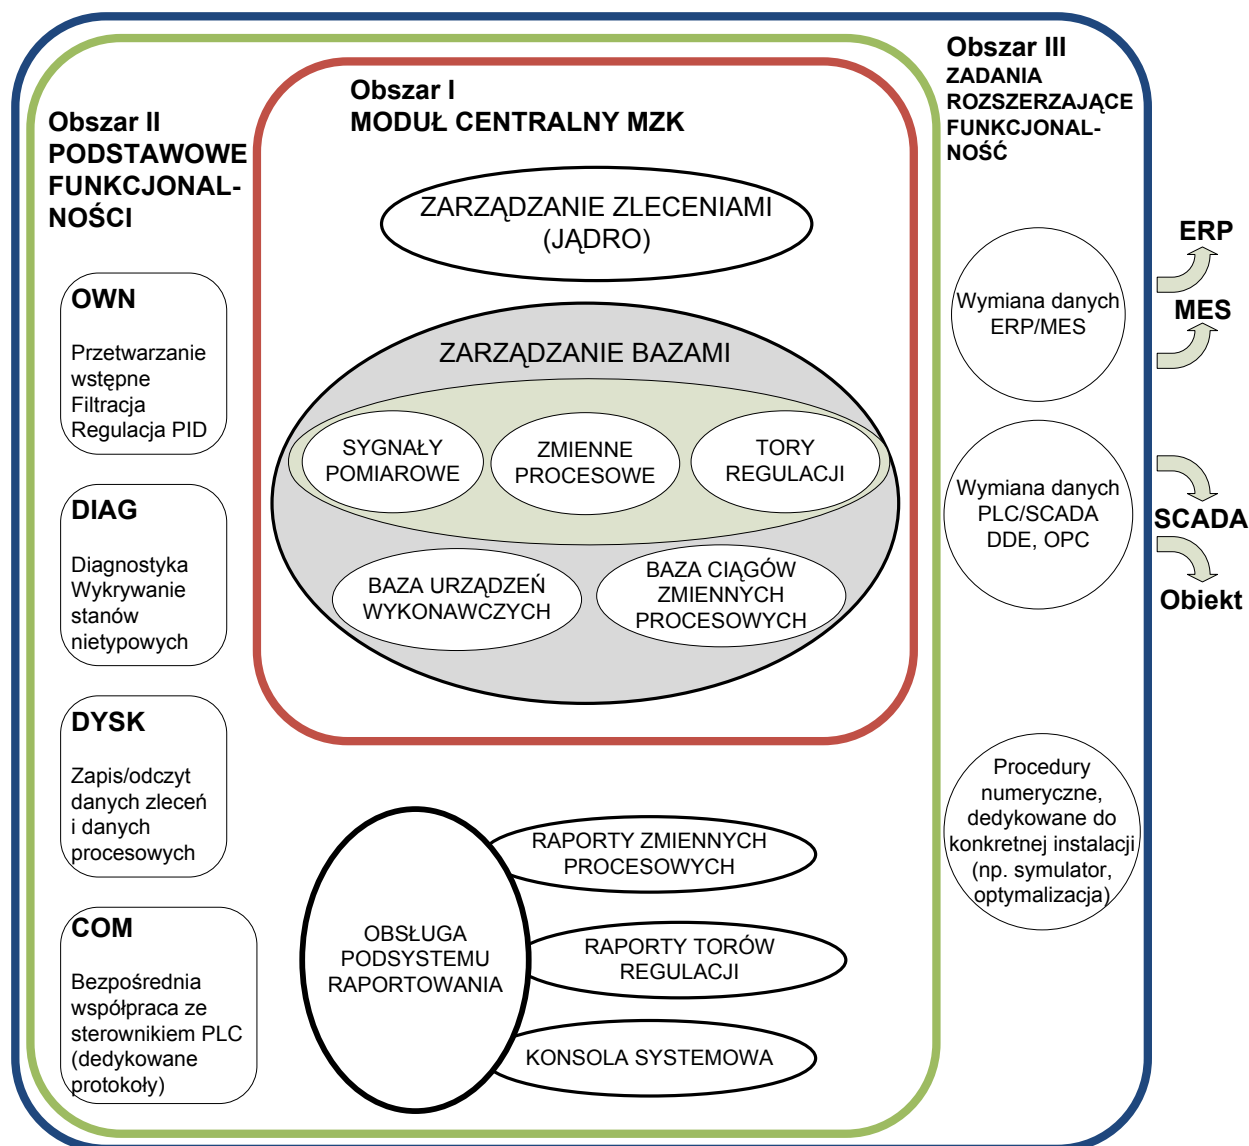 Obszar I
MODUŁ CENTRALNY MZK
ZARZĄDZANIE ZLECENIAMI
(JĄDRO)
ZARZĄDZANIE BAZAMI
SYGNAŁY
POMIAROWE
ZMIENNE
PROCESOWE
TORY
REGULACJI
BAZA URZĄDZEŃ
WYKONAWCZYCH
BAZA CIĄGÓW
ZMIENNYCH
PROCESOWYCH
Obszar II
PODSTAWOWE
FUNKCJONAL-
NOŚCI
OWN
Przetwarzanie
wstępne
Filtracja
Regulacja PID
DIAG
Diagnostyka
Wykrywanie
stanów
nietypowych
DYSK
Zapis/odczyt
danych zleceń
i danych
procesowych
COM
Bezpośrednia
współpraca ze
sterownikiem PLC
(dedykowane
protokoły)
OBSŁUGA
PODSYSTEMU
RAPORTOWANIA
RAPORTY ZMIENNYCH
PROCESOWYCH
RAPORTY TORÓW
REGULACJI
KONSOLA SYSTEMOWA
Obszar III
ZADANIA
ROZSZERZAJĄCE
FUNKCJONAL-
NOŚĆ
Wymiana danych
ERP/MES
Wymiana danych
PLC/SCADA
DDE, OPC
Procedury
numeryczne,
dedykowane do
konkretnej instalacji
(np. symulator,
optymalizacja)
ERP
MES
SCADA
Obiekt